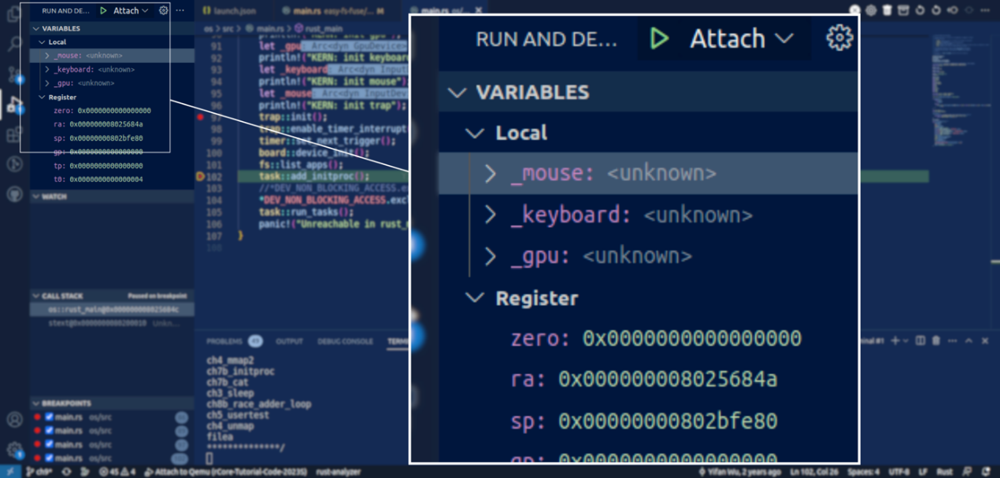 RUN AND DE... Attach
VARIABLES
Local
_mouse: <unknown>
_keyboard: <unknown>
_gpu: <unknown>
Register
zero: 0x0000000000000000
ra: 0x000000008025684a
sp: 0x00000000802bfe80
gp: 0x0000000000000000
tp: 0x0000000000000000
t0: 0x0000000000000004
WATCH
CALL STACK Paused on breakpoint
os::rust_main@0x000000008025684c
stext@0x0000000080200010 Unkn...
BREAKPOINTS
main.rs os/src
main.rs os/src
main.rs os/src
main.rs os/src
launch.json main.rs easy-fs-fuse/... M main.rs os/...
os > src > main.rs > rust_main
91 let _gpu: Arc<dyn GpuDevice>
92 println!("KERN: init keyboard
93 let _keyboard: Arc<dyn Input
94 println!("KERN: init mouse");
95 let _mouse: Arc<dyn InputDev
96 println!("KERN: init trap");
97 trap::init();
98 trap::enable_timer_interrupt
99 timer::set_next_trigger();
100 board::device_init();
101 fs::list_apps();
102 task::add_initproc();
103 //*DEV_NON_BLOCKING_ACCESS.ex
104 *DEV_NON_BLOCKING_ACCESS.exc
105 task::run_tasks();
106 panic!("Unreachable in rust_
107 }
108
PROBLEMS OUTPUT DEBUG CONSOLE
ch4_mmap2
ch7b_initproc
ch7b_cat
ch3_sleep
ch8b_race_adder_loop
ch5_usertest
ch4_unmap
filea
**************/
RUN AND DE... Attach
VARIABLES
Local
_mouse: <unknown>
_keyboard: <unknown>
_gpu: <unknown>
Register
zero: 0x0000000000000000
ra: 0x000000008025684a
sp: 0x00000000802bfe80
gp: 0x0000000000000000
ch9* 45 4 Attach to Qemu (rCore-Tutorial-Code-2023S) rust-analyzer Yifan Wu, 2 years ago Ln 102, Col 26 Spaces: 4 UTF-8 LF Rust